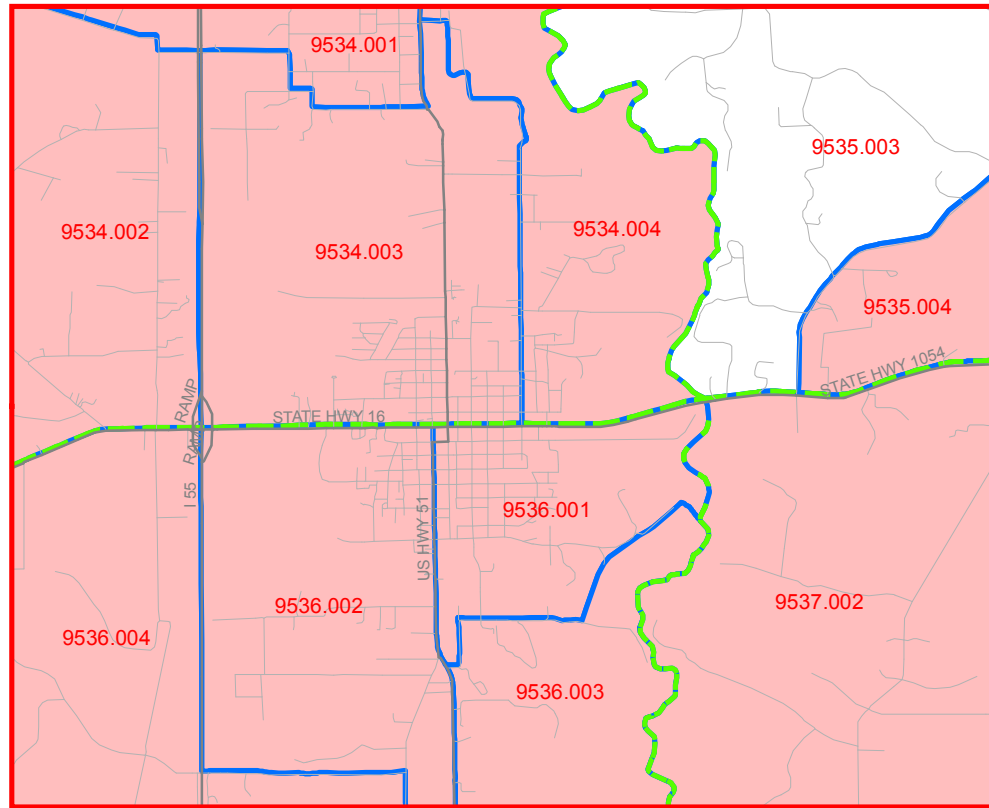 9534.001
9535.003
9534.002
9534.003
9534.004
9535.004
STATE HWY 1054
RAMP
STATE HWY 16
RAMP
I 55
US HWY 51
9536.001
9536.002
9537.002
9536.004
9536.003